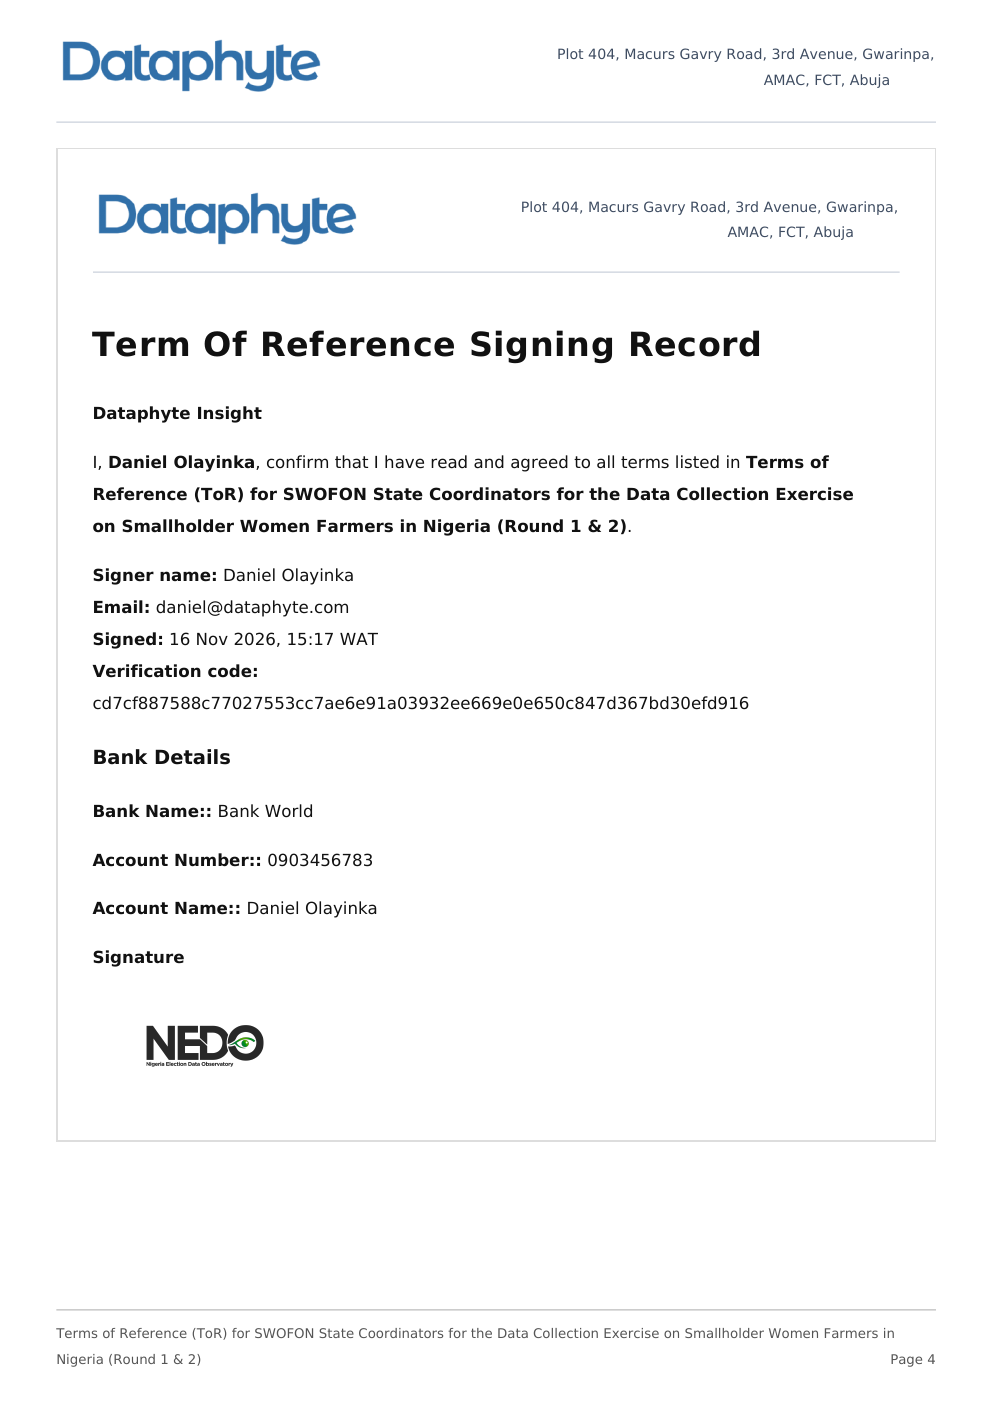 Dataphyte
Plot 404, Macurs Gavry Road, 3rd Avenue, Gwarinpa,
AMAC, FCT, Abuja
Dataphyte
Plot 404, Macurs Gavry Road, 3rd Avenue, Gwarinpa,
AMAC, FCT, Abuja
Term Of Reference Signing Record
Dataphyte Insight
I, Daniel Olayinka, confirm that I have read and agreed to all terms listed in Terms of
Reference (ToR) for SWOFON State Coordinators for the Data Collection Exercise
on Smallholder Women Farmers in Nigeria (Round 1 & 2).
Signer name: Daniel Olayinka
Email: daniel@dataphyte.com
Signed: 16 Nov 2026, 15:17 WAT
Verification code:
cd7cf887588c77027553cc7ae6e91a03932ee669e0e650c847d367bd30efd916
Bank Details
Bank Name:: Bank World
Account Number:: 0903456783
Account Name:: Daniel Olayinka
Signature
NEDO
Nigeria Election Data Observatory
Terms of Reference (ToR) for SWOFON State Coordinators for the Data Collection Exercise on Smallholder Women Farmers in
Nigeria (Round 1 & 2)
Page 4